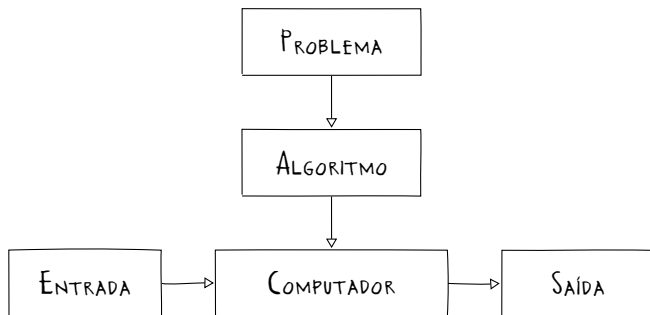 Problema
Algoritmo
Entrada
Computador
Saída